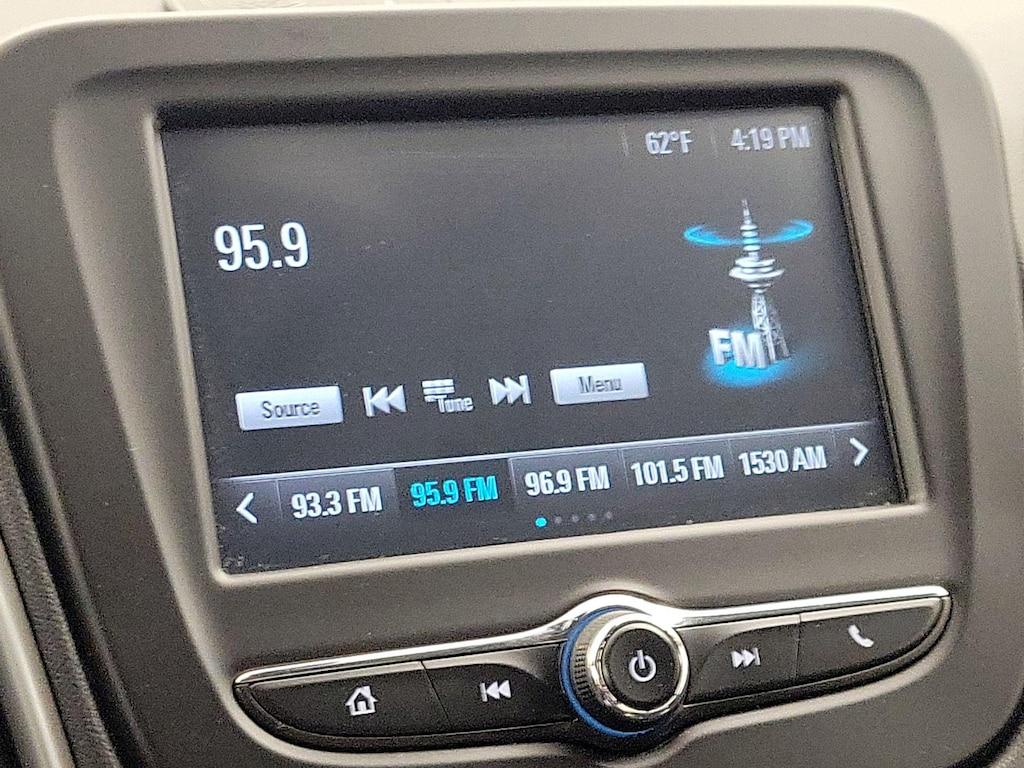 62°F 4:19 PM
95.9
FM
Source Tune Menu
93.3 FM 95.9 FM 96.9 FM 101.5 FM 1530 AM